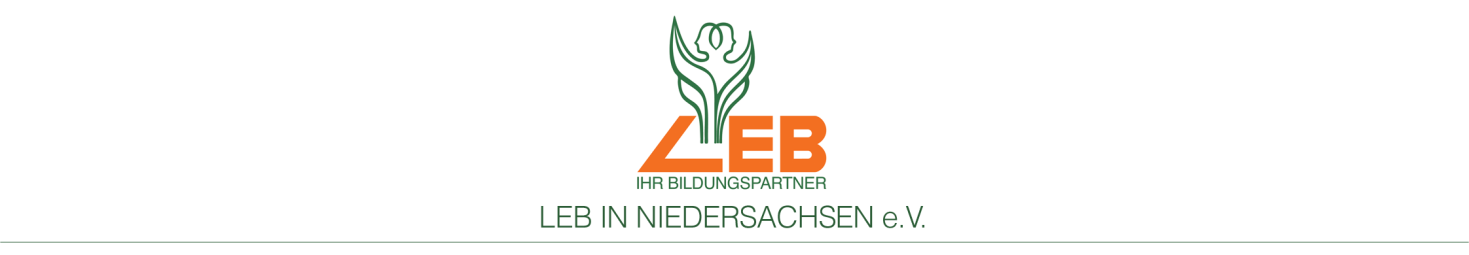 LEB
IHR BILDUNGSPARTNER
LEB IN NIEDERSACHSEN e.V.